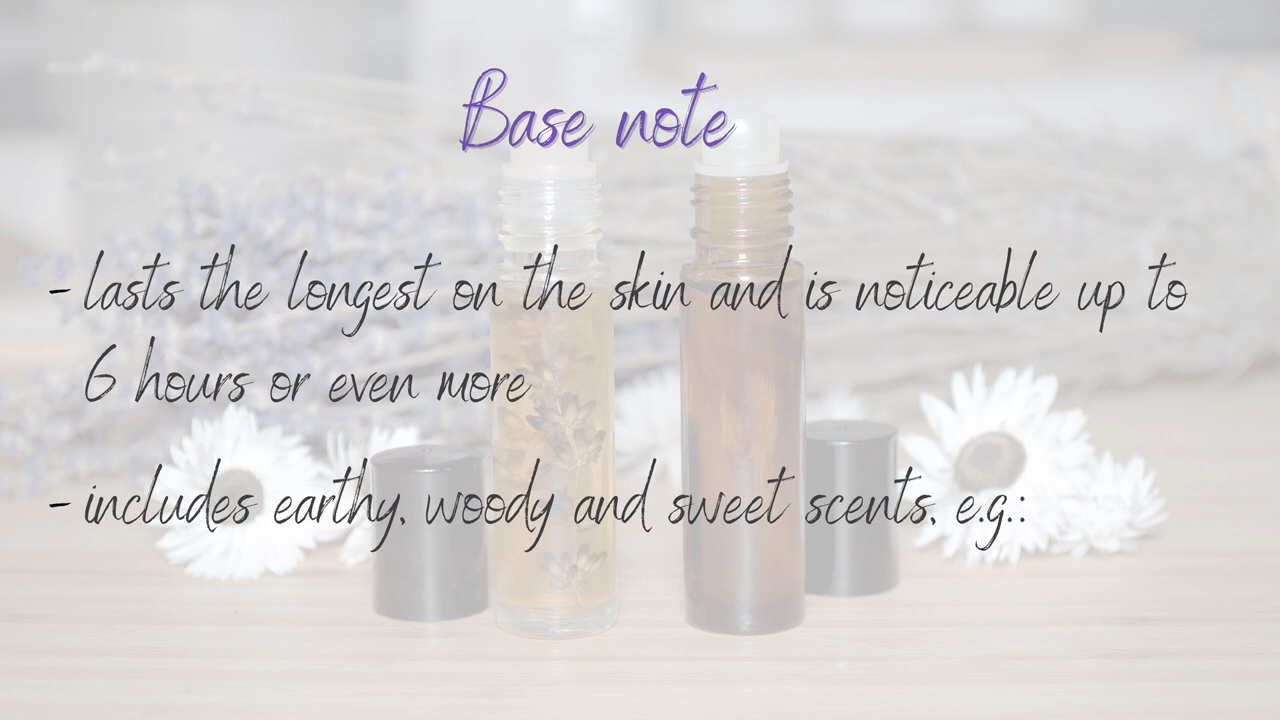 Base note
- lasts the longest on the skin and is noticeable up to
6 hours or even more
- includes earthy, woody and sweet scents, e.g.: